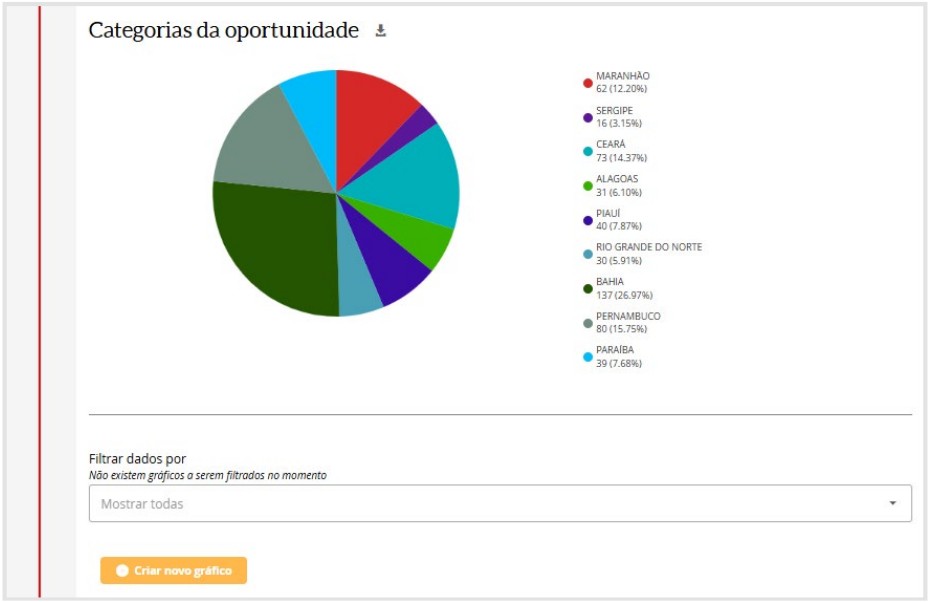 Categorias da oportunidade
MARANHÃO
62 (12.20%)
SERGIPE
16 (3.15%)
CEARÁ
73 (14.37%)
ALAGOAS
31 (6.10%)
PIAUÍ
40 (7.87%)
RIO GRANDE DO NORTE
30 (5.91%)
BAHIA
137 (26.97%)
PERNAMBUCO
80 (15.75%)
PARAÍBA
39 (7.68%)
Filtrar dados por
Não existem gráficos a serem filtrados no momento
Mostrar todas
Criar novo gráfico